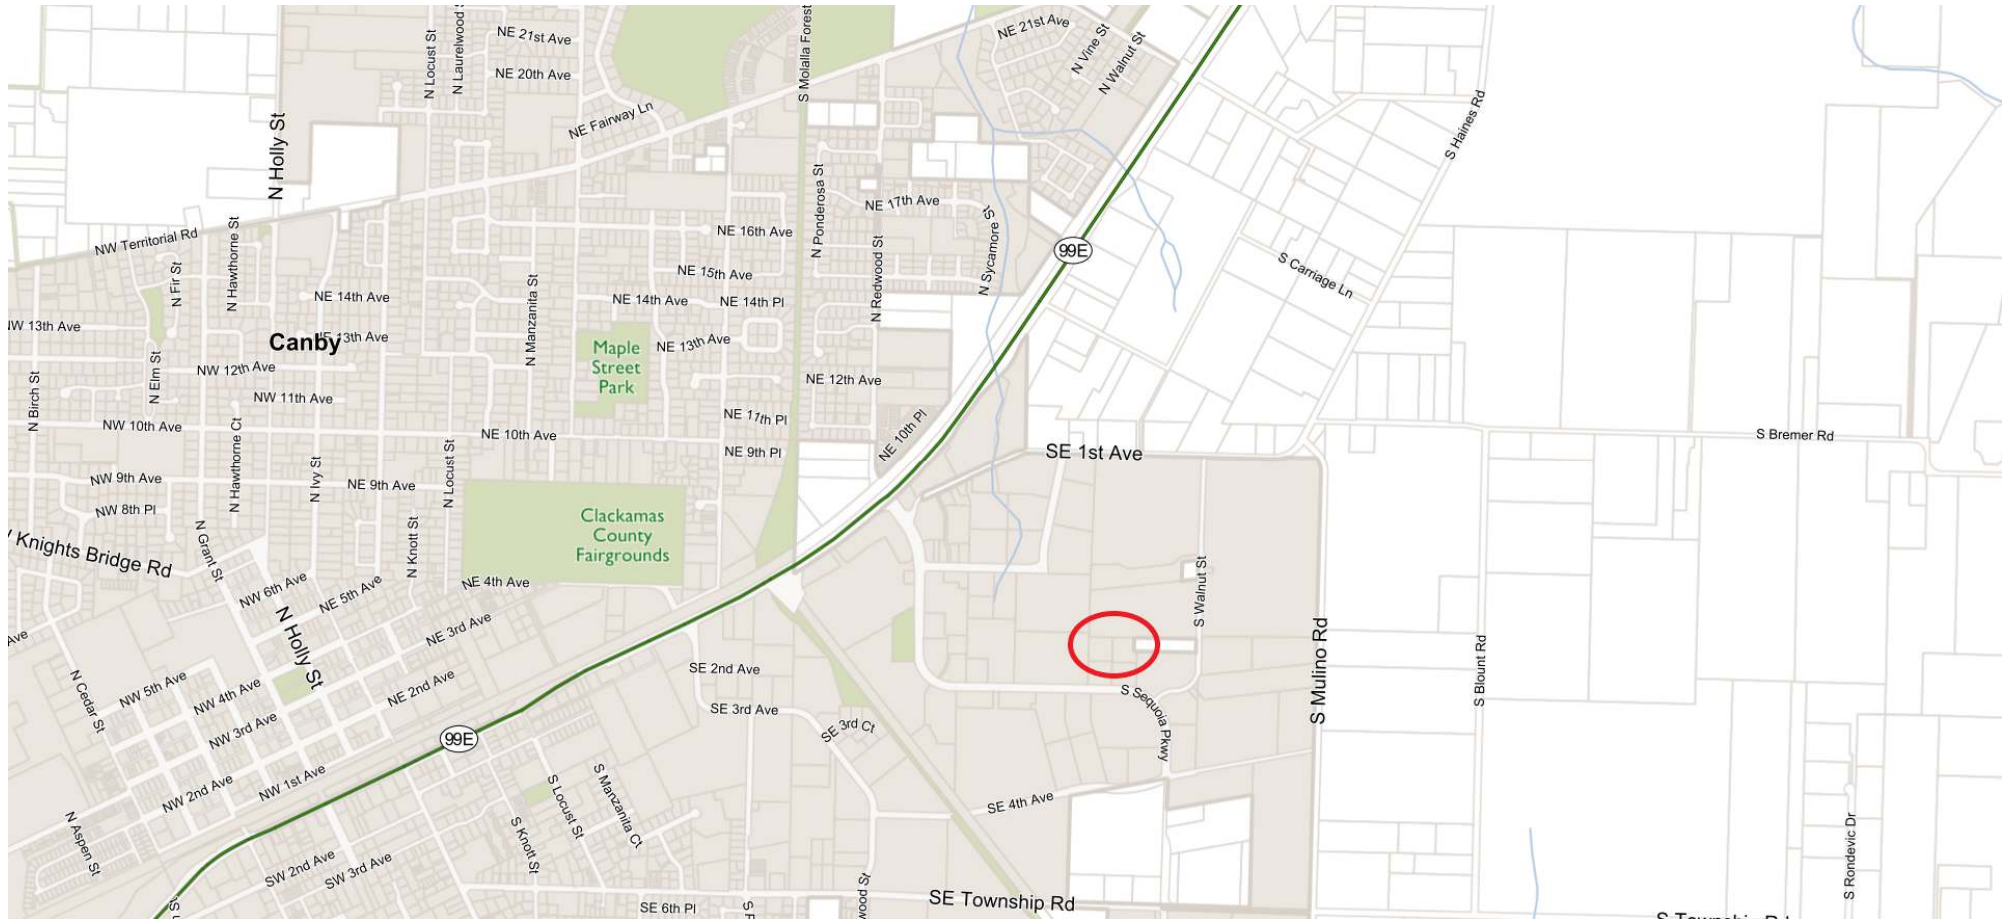 NE 21st Ave
NE 20th Ave
N Locust St
N Laurelwood S
NE Fairway Ln
S Molalla Forest
NE 21st Ave
N Vine St
N Walnut St
S Haines Rd
N Holly St
NW Territorial Rd
N Fir St
N Hawthorne St
NE 16th Ave
NE 15th Ave
NE 14th Ave
NE 14th Ave
NE 14th Pl
N Ponderosa St
NE 17th Ave
N Redwood St
N Sycamore St
99E
S Carriage Ln
NW 13th Ave
Canby
13th Ave
N Manzanita St
Maple
Street
Park
NE 13th Ave
NE 12th Ave
N Birch St
N Elm St
NW 12th Ave
NW 11th Ave
NW 10th Ave
N Hawthorne Ct
NE 10th Ave
NE 11th Pl
NE 9th Pl
NE 10th Pl
SE 1st Ave
S Bremer Rd
NW 9th Ave
N Ivy St
NE 9th Ave
N Locust St
NW 8th Pl
Knights Bridge Rd
N Grant St
N Knott St
Clackamas
County
Fairgrounds
NW 6th Ave
NE 5th Ave
NE 4th Ave
NE 3rd Ave
N Holly St
S Walnut St
S Mulino Rd
S Blount Rd
Ave
N Cedar St
NW 5th Ave
NW 4th Ave
NW 3rd Ave
NE 2nd Ave
SE 2nd Ave
SE 3rd Ave
SE 3rd Ct
S Sequoia Pkwy
99E
NW 2nd Ave
NW 1st Ave
N Aspen St
S Locust St
S Manzanita Ct
S Knott St
SE 4th Ave
S Rondevic Dr
SW 2nd Ave
SW 3rd Ave
SE 6th Pl
wood St
SE Township Rd